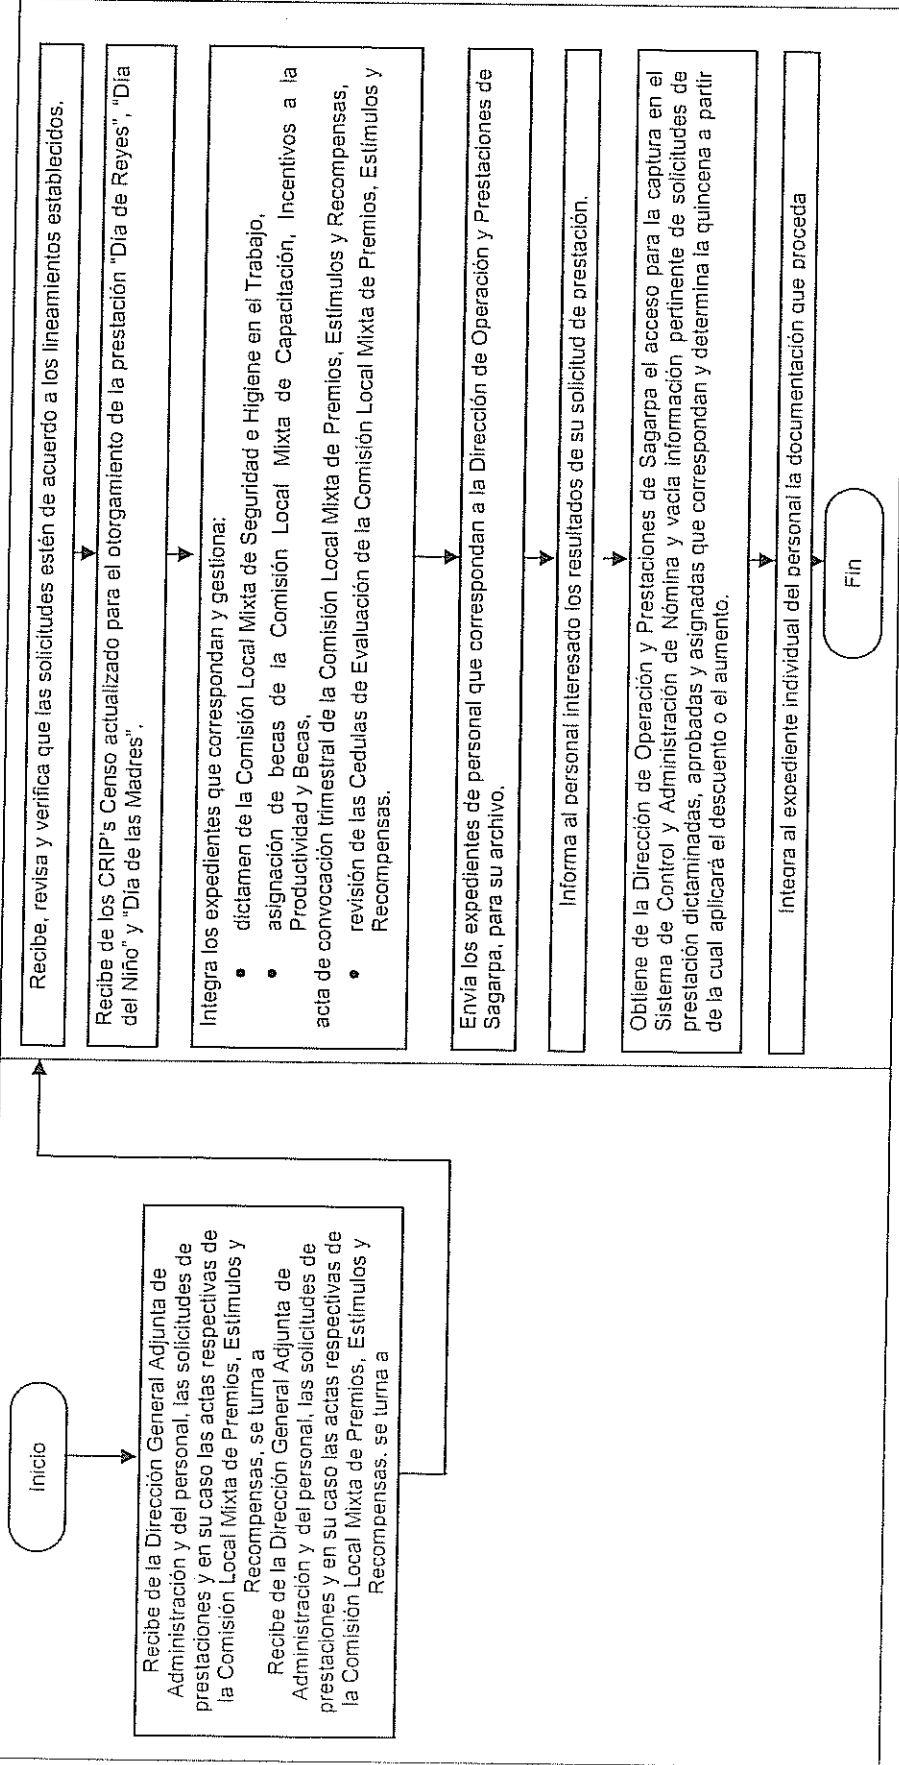 Inicio
Recibe de la Dirección General Adjunta de
Administración y del personal, las solicitudes de
prestaciones y en su caso las actas respectivas de
la Comisión Local Mixta de Premios, Estímulos y
Recompensas, se turna a
Recibe de la Dirección General Adjunta de
Administración y del personal, las solicitudes de
prestaciones y en su caso las actas respectivas de
la Comisión Local Mixta de Premios, Estímulos y
Recompensas. se turna a
Recibe, revisa y verifica que las solicitudes estén de acuerdo a los lineamientos establecidos,
Recibe de los CRIP's Censo actualizado para el otorgamiento de la prestación "Día de Reyes", "Día
del Niño" y "Día de las Madres".
Integra los expedientes que correspondan y gestiona:
• dictamen de la Comisión Local Mixta de Seguridad e Higiene en el Trabajo,
• asignación de becas de la Comisión Local Mixta de Capacitación, Incentivos a la
Productividad y Becas,
acta de convocación trimestral de la Comisión Local Mixta de Premios, Estímulos y Recompensas,
• revisión de las Cedulas de Evaluación de la Comisión Local Mixta de Premios, Estímulos y
Recompensas.
Envía los expedientes de personal que correspondan a la Dirección de Operación y Prestaciones de
Sagarpa, para su archivo.
Informa al personal interesado los resultados de su solicitud de prestación.
Obtiene de la Dirección de Operación y Prestaciones de Sagarpa el acceso para la captura en el
Sistema de Control y Administración de Nómina y vacía información pertinente de solicitudes de
prestación dictaminadas, aprobadas y asignadas que correspondan y determina la quincena a partir
de la cual aplicará el descuento o el aumento.
Integra al expediente individual del personal la documentación que proceda
Fin